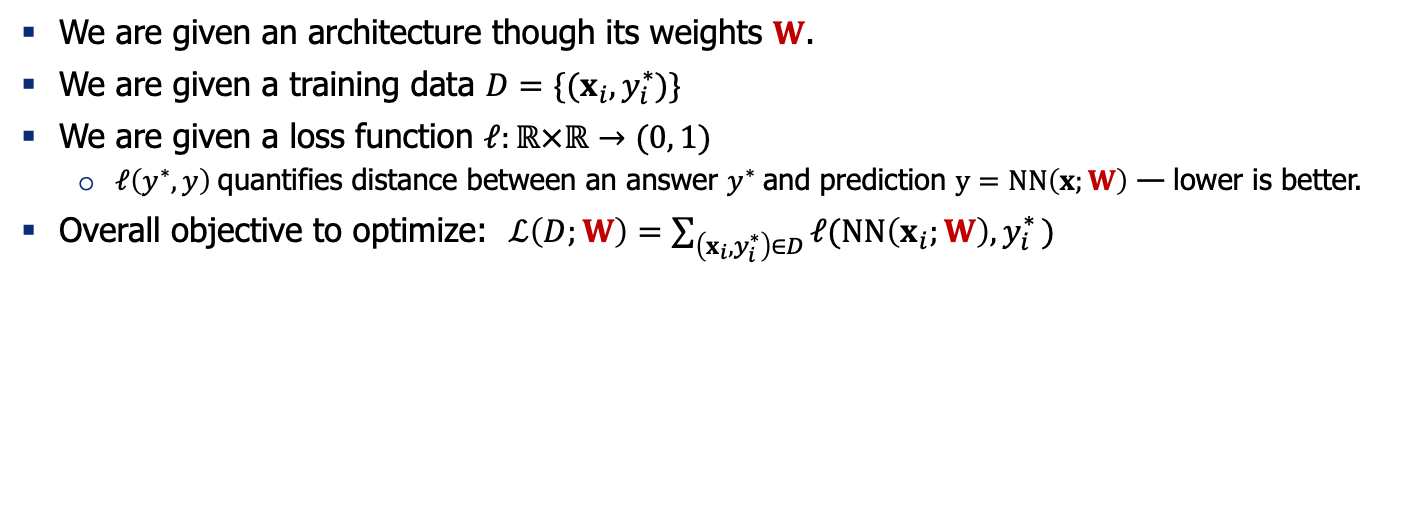 ▪ We are given an architecture though its weights 𝐖.
▪ We are given a training data 𝐷 = {(𝐱ᵢ, 𝑦ᵢ*)}
▪ We are given a loss function ℓ: ℝ×ℝ → (0, 1)
○ ℓ(𝑦*, 𝑦) quantifies distance between an answer 𝑦* and prediction y = NN(𝐱; 𝐖) — lower is better.
▪ Overall objective to optimize: ℒ(𝐷; 𝐖) = ∑_(𝐱ᵢ,𝑦ᵢ*)∈𝐷 ℓ(NN(𝐱ᵢ; 𝐖), 𝑦ᵢ* )